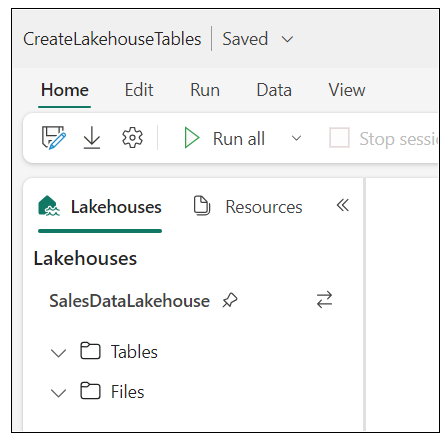 CreateLakehouseTables | Saved
Home Edit Run Data View
Run all Stop sessi
Lakehouses Resources
Lakehouses
SalesDataLakehouse
Tables
Files